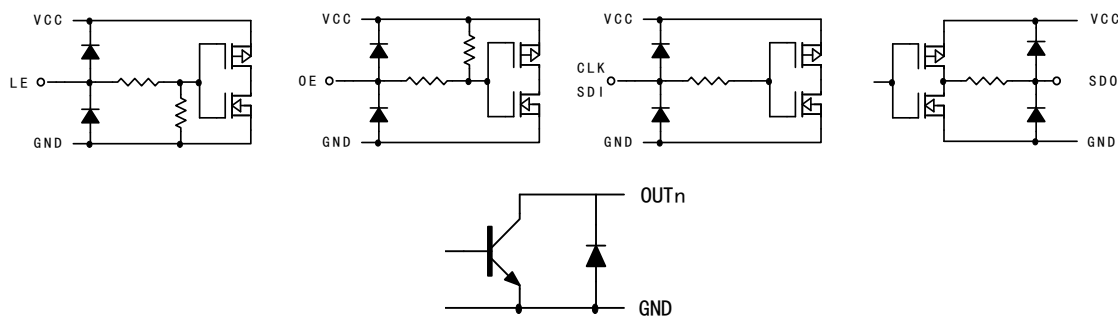 VCC
LE
GND
VCC
OE
GND
VCC
CLK
SDI
GND
VCC
SDO
GND
OUTn
GND